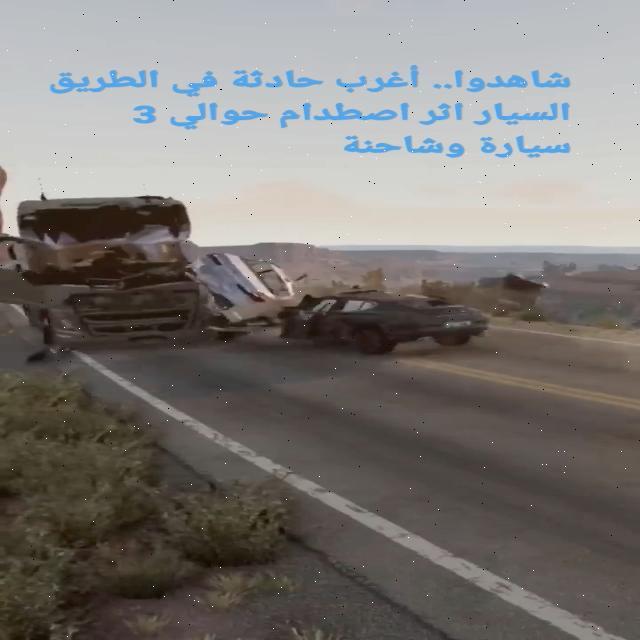 شاهدوا.. أغرب حادثة في الطريق
السيار اثر اصطدام حوالي 3
سيارة وشاحنة